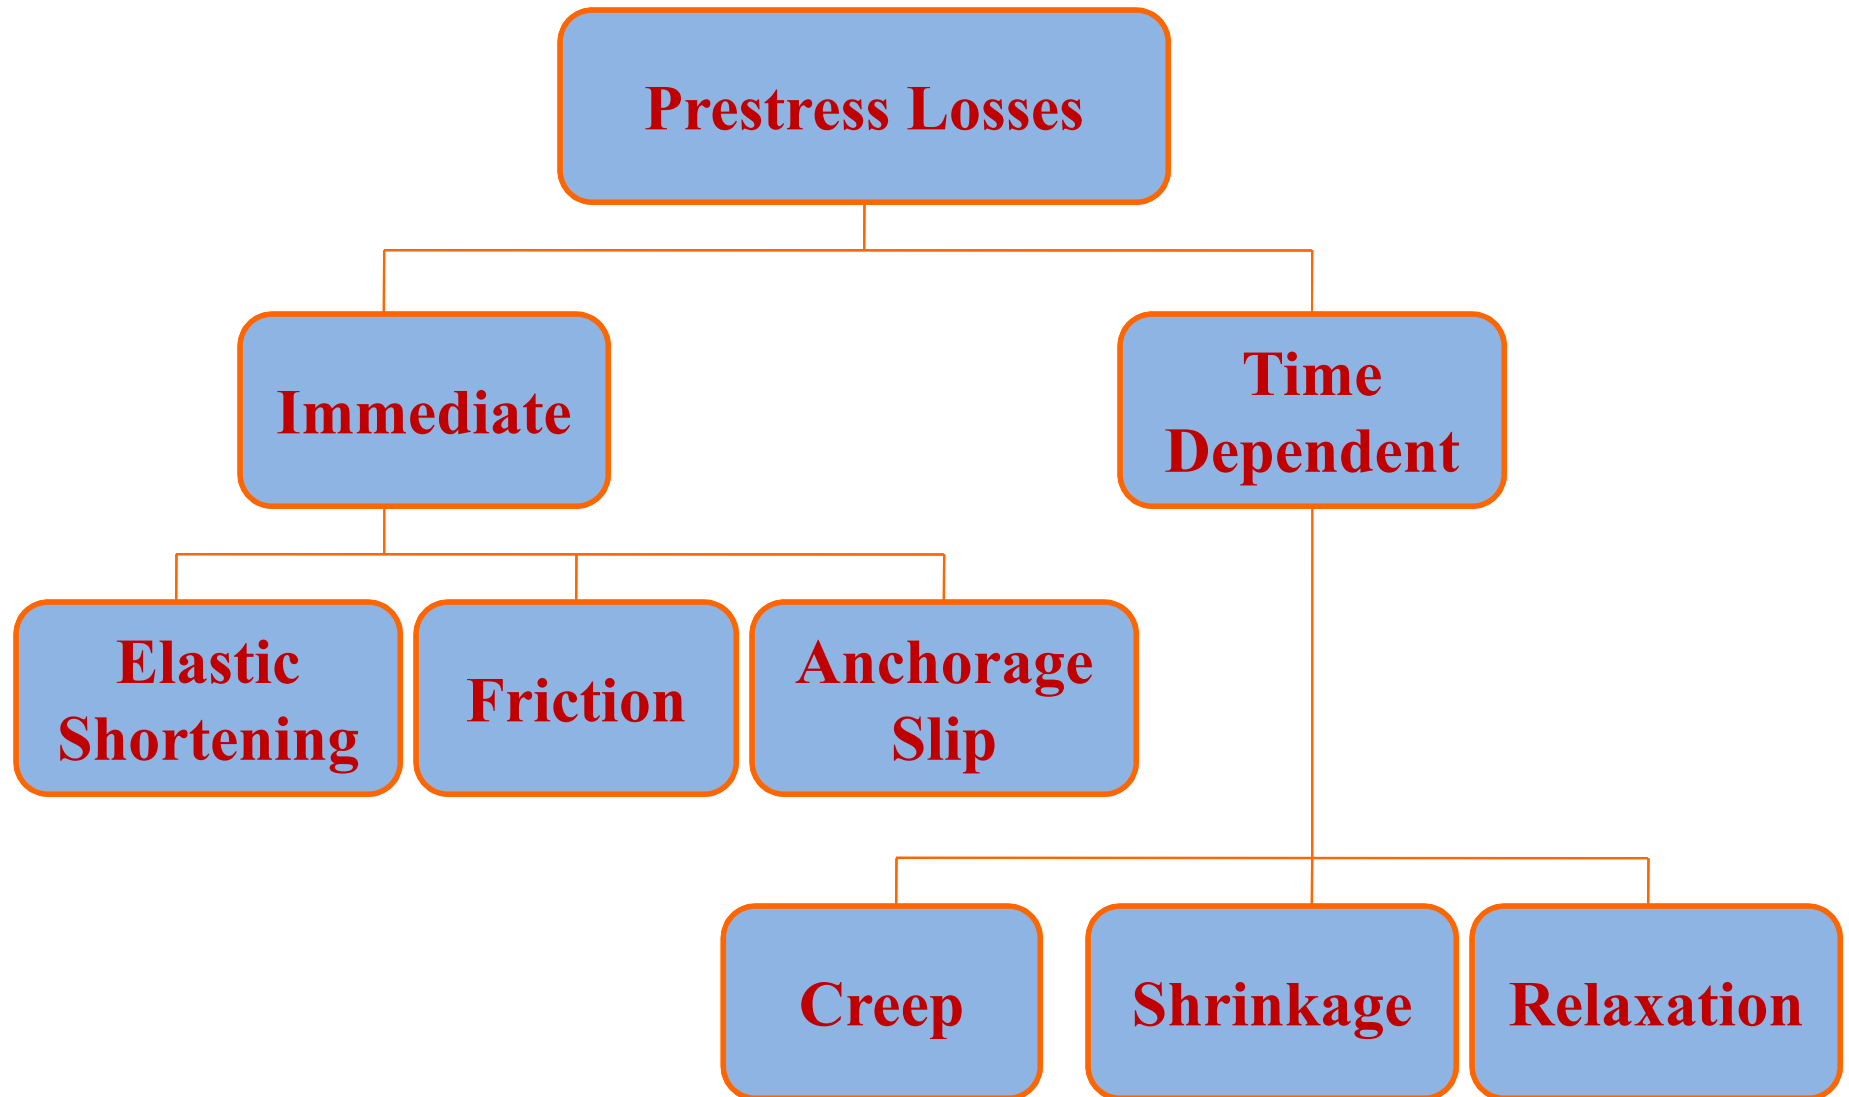 Prestress Losses
Immediate
Time
Dependent
Elastic
Shortening
Friction
Anchorage
Slip
Creep
Shrinkage
Relaxation